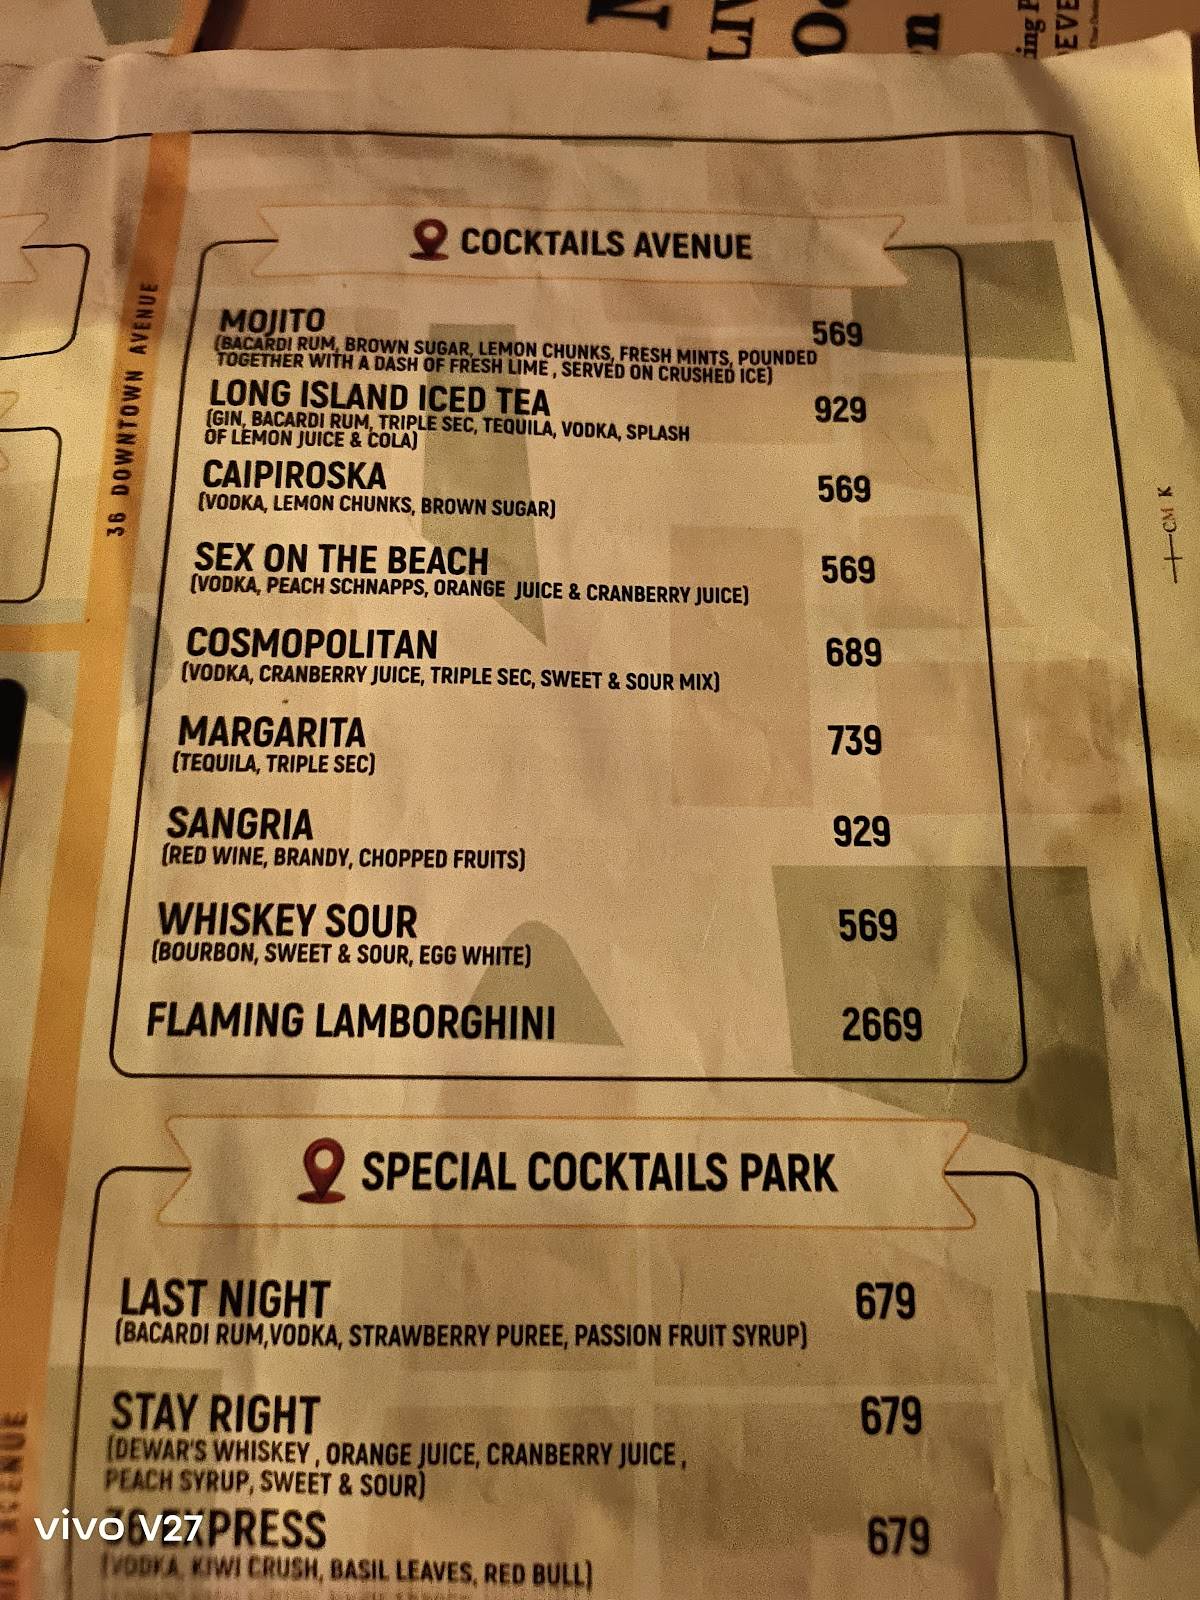 LIV
ing P
EVE
36 DOWNTOWN AVENUE
COCKTAILS AVENUE
MOJITO 569
(BACARDI RUM, BROWN SUGAR, LEMON CHUNKS, FRESH MINTS, POUNDED
TOGETHER WITH A DASH OF FRESH LIME , SERVED ON CRUSHED ICE)
LONG ISLAND ICED TEA 929
(GIN, BACARDI RUM, TRIPLE SEC, TEQUILA, VODKA, SPLASH
OF LEMON JUICE & COLA)
CAIPIROSKA 569
(VODKA, LEMON CHUNKS, BROWN SUGAR)
SEX ON THE BEACH 569
(VODKA, PEACH SCHNAPPS, ORANGE JUICE & CRANBERRY JUICE)
COSMOPOLITAN 689
(VODKA, CRANBERRY JUICE, TRIPLE SEC, SWEET & SOUR MIX)
MARGARITA 739
(TEQUILA, TRIPLE SEC)
SANGRIA 929
(RED WINE, BRANDY, CHOPPED FRUITS)
WHISKEY SOUR 569
(BOURBON, SWEET & SOUR, EGG WHITE)
FLAMING LAMBORGHINI 2669
CM K
SPECIAL COCKTAILS PARK
LAST NIGHT 679
(BACARDI RUM,VODKA, STRAWBERRY PUREE, PASSION FRUIT SYRUP)
STAY RIGHT 679
(DEWAR'S WHISKEY , ORANGE JUICE, CRANBERRY JUICE ,
PEACH SYRUP, SWEET & SOUR)
36 EXPRESS 679
(VODKA, KIWI CRUSH, BASIL LEAVES, RED BULL)
vivo V27